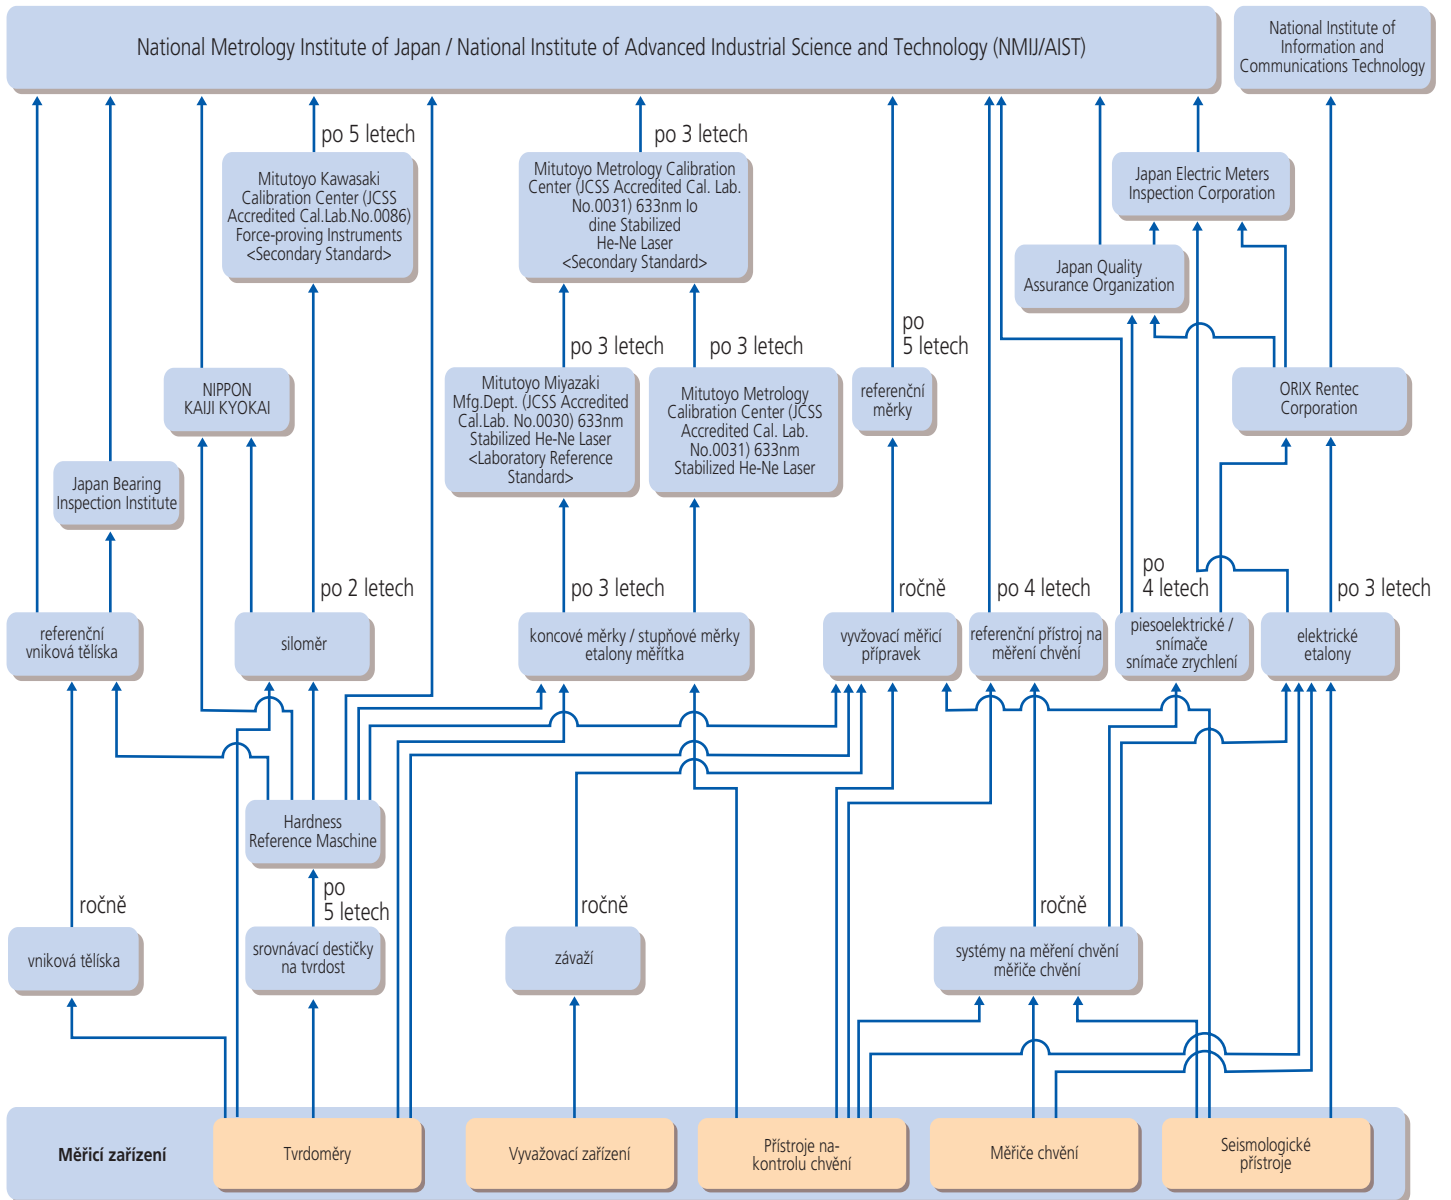 National Metrology Institute of Japan / National Institute of Advanced Industrial Science and Technology (NMIJ/AIST)
National Institute of
Information and
Communications Technology
po 5 letech
po 3 letech
Mitutoyo Kawasaki
Calibration Center (JCSS
Accredited Cal.Lab.No.0086)
Force-proving Instruments
<Secondary Standard>
Mitutoyo Metrology Calibration
Center (JCSS Accredited Cal. Lab.
No.0031) 633nm Io
dine Stabilized
He-Ne Laser
<Secondary Standard>
Japan Electric Meters
Inspection Corporation
Japan Quality
Assurance Organization
po 3 letech
po 3 letech
po
5 letech
NIPPON
KAIJI KYOKAI
Mitutoyo Miyazaki
Mfg.Dept. (JCSS Accredited
Cal.Lab. No.0030) 633nm
Stabilized He-Ne Laser
<Laboratory Reference
Standard>
Mitutoyo Metrology
Calibration Center (JCSS
Accredited Cal. Lab.
No.0031) 633nm
Stabilized He-Ne Laser
referenční
měrky
ORIX Rentec
Corporation
Japan Bearing
Inspection Institute
po 2 letech
po 3 letech
ročně
po 4 letech
po
4 letech
po 3 letech
referenční
vniková tělíska
siloměr
koncové měrky / stupňové měrky
etalony měřítka
vyvžovací měřicí
přípravek
referenční přístroj na
měření chvění
piesoelektrické /
snímače
snímače zrychlení
elektrické
etalony
Hardness
Reference Maschine
ročně
po
5 letech
ročně
ročně
vniková tělíska
srovnávací destičky
na tvrdost
závaží
systémy na měření chvění
měřiče chvění
Měřicí zařízení
Tvrdoměry
Vyvažovací zařízení
Přístroje na-
kontrolu chvění
Měřiče chvění
Seismologické
přístroje